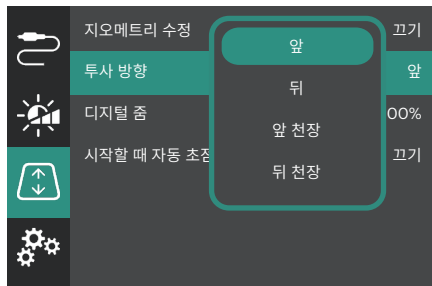 지오메트리 수정
끄기
투사 방향
앞
디지털 줌
00%
시작할 때 자동 초점
끄기
앞
뒤
앞 천장
뒤 천장